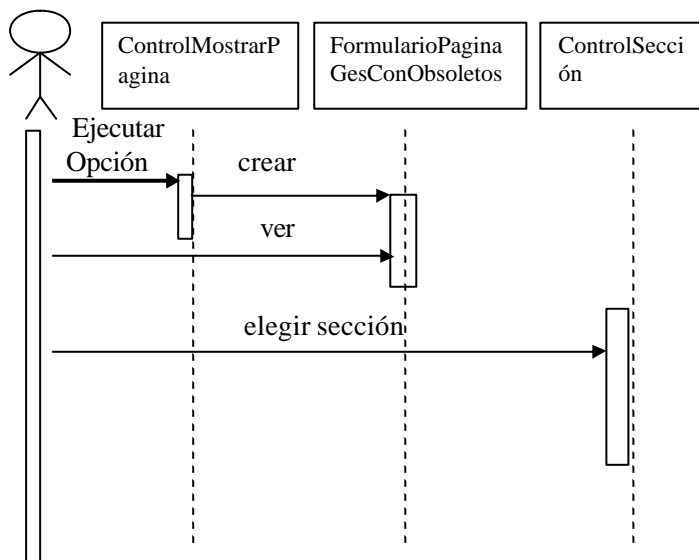 ControlMostrarP
agina
FormularioPagina
GesConObsoletos
ControlSecci
ón
Ejecutar
Opción
crear
ver
elegir sección